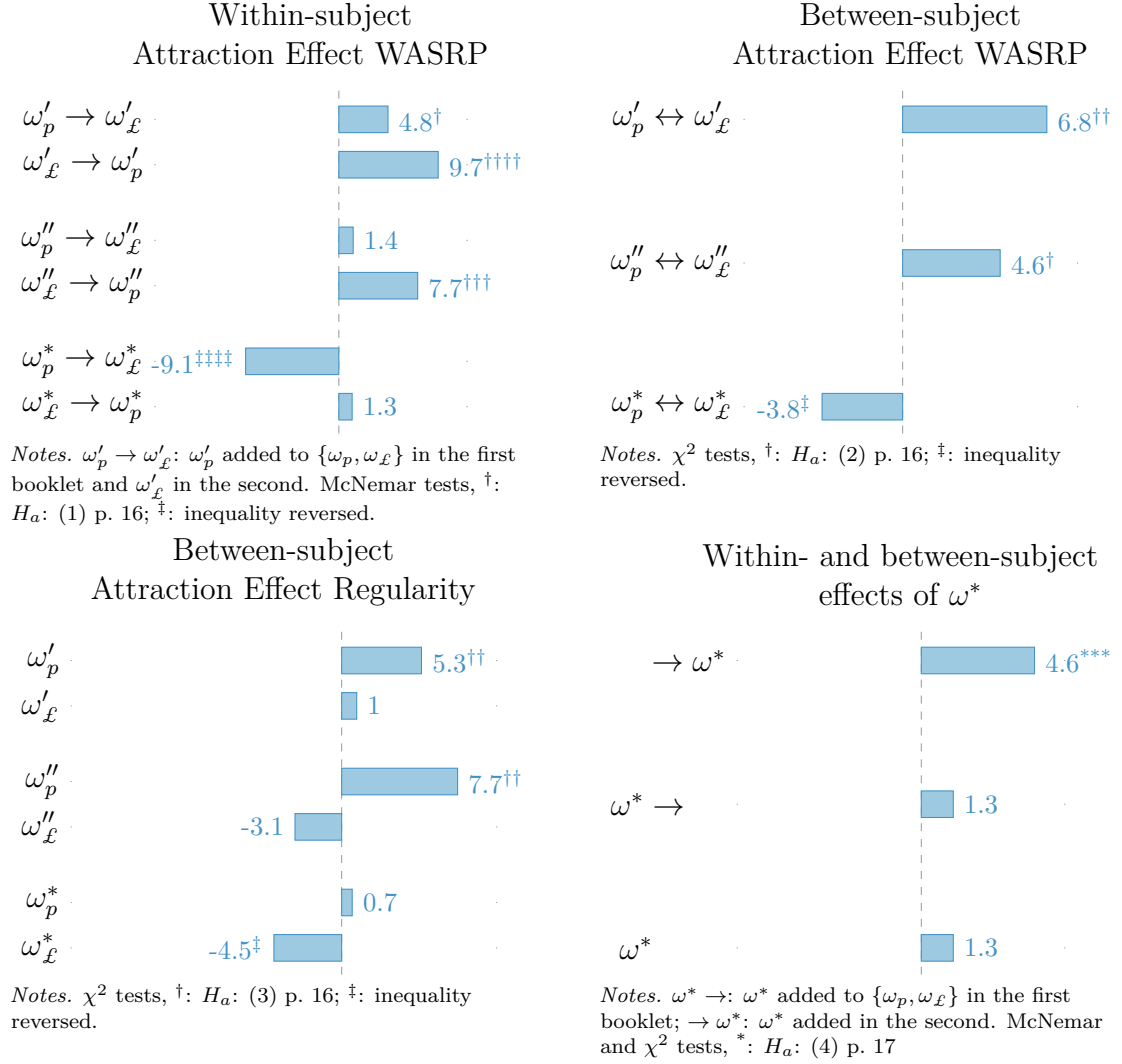 Within-subject
Attraction Effect WASRP
ω′ₚ → ω′£ 4.8†
ω′£ → ω′ₚ 9.7††††
ω″ₚ → ω″£ 1.4
ω″£ → ω″ₚ 7.7†††
ω*ₚ → ω*£ -9.1‡‡‡‡
ω*£ → ω*ₚ 1.3
Notes. ω′ₚ → ω′£: ω′ₚ added to {ωₚ, ω£} in the first
booklet and ω′£ in the second. McNemar tests, †:
Hₐ: (1) p. 16; ‡: inequality reversed.
Between-subject
Attraction Effect WASRP
ω′ₚ ↔ ω′£ 6.8††
ω″ₚ ↔ ω″£ 4.6†
ω*ₚ ↔ ω*£ -3.8‡
Notes. χ² tests, †: Hₐ: (2) p. 16; ‡: inequality
reversed.
Between-subject
Attraction Effect Regularity
ω′ₚ 5.3††
ω′£ 1
ω″ₚ 7.7††
ω″£ -3.1
ω*ₚ 0.7
ω*£ -4.5‡
Notes. χ² tests, †: Hₐ: (3) p. 16; ‡: inequality
reversed.
Within- and between-subject
effects of ω*
→ ω* 4.6***
ω* → 1.3
ω* 1.3
Notes. ω* →: ω* added to {ωₚ, ω£} in the first
booklet; → ω*: ω* added in the second. McNemar
and χ² tests, *: Hₐ: (4) p. 17